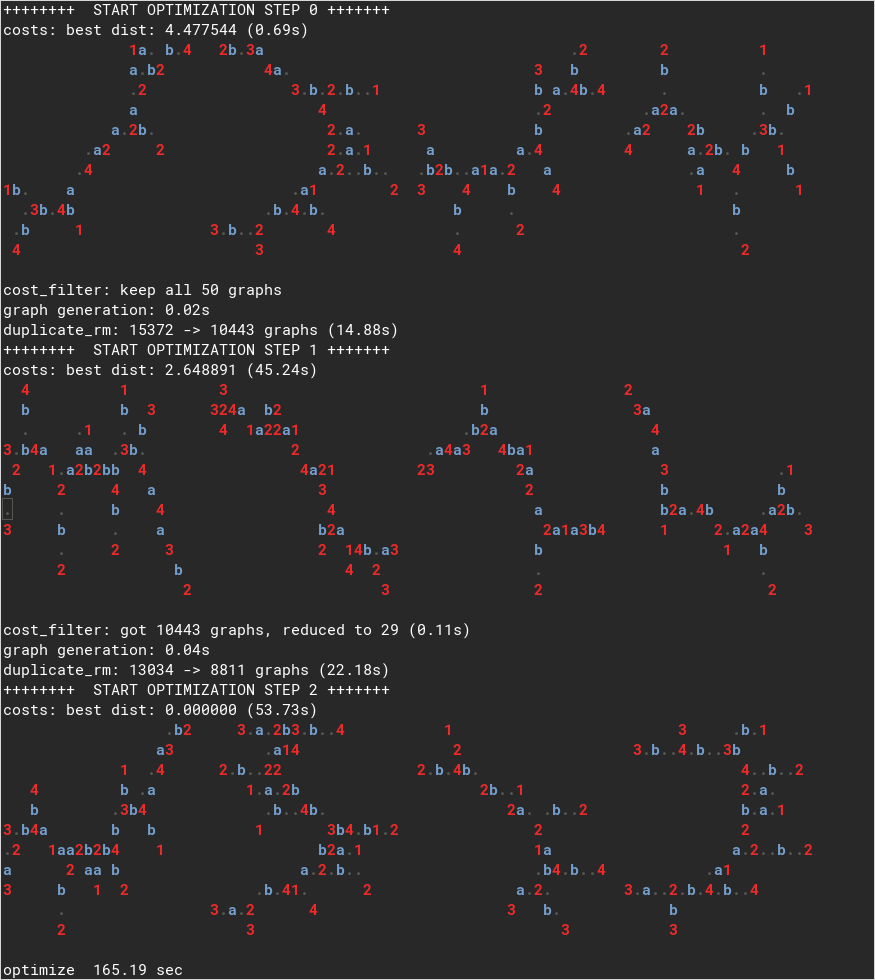 ++++++++  START OPTIMIZATION STEP 0 +++++++
costs: best dist: 4.477544 (0.69s)
1a. b.4 2b.3a .2 2 1
a.b2 4a. 3 b b .
.2 3.b.2.b..1 b a.4b.4 . b .1
a 4 .2 .a2a. . b
a.2b. 2.a. 3 b .a2 2b .3b.
.a2 2 2.a.1 a a.4 4 a.2b. b 1
.4 a.2..b.. .b2b..a1a.2 a .a 4 b
1b. a .a1 2 3 4 b 4 1 . 1
.3b.4b .b.4.b. b . b
.b 1 3.b..2 4 . 2 .
4 3 4 2
cost_filter: keep all 50 graphs
graph generation: 0.02s
duplicate_rm: 15372 -> 10443 graphs (14.88s)
++++++++  START OPTIMIZATION STEP 1 +++++++
costs: best dist: 2.648891 (45.24s)
4 1 3 1 2
b b 3 324a b2 b 3a
. .1 . b 4 1a22a1 .b2a 4
3.b4a aa .3b. 2 .a4a3 4ba1 a
2 1.a2b2bb 4 4a21 23 2a 3 .1
b 2 4 a 3 2 b b
. . b 4 4 a b2a.4b .a2b.
3 b . a b2a 2a1a3b4 1 2.a2a4 3
. 2 3 2 14b.a3 b 1 b
2 b 4 2 . .
2 3 2 2
cost_filter: got 10443 graphs, reduced to 29 (0.11s)
graph generation: 0.04s
duplicate_rm: 13034 -> 8811 graphs (22.18s)
++++++++  START OPTIMIZATION STEP 2 +++++++
costs: best dist: 0.000000 (53.73s)
.b2 3.a.2b3.b..4 1 3 .b.1
a3 .a14 2 3.b..4.b..3b
1 .4 2.b..22 2.b.4b. 4..b..2
4 b .a 1.a.2b 2b..1 2.a.
b .3b4 .b..4b. 2a. .b..2 b.a.1
3.b4a b b 1 3b4.b1.2 2 2
.2 1aa2b2b4 1 b2a.1 1a a.2..b..2
a 2 aa b a.2.b. .b4.b..4 .a1
3 b 1 2 .b.41. 2 a.2. 3.a..2.b.4.b..4
. 3.a.2 4 3 b. b
2 3 3 3
optimize  165.19 sec